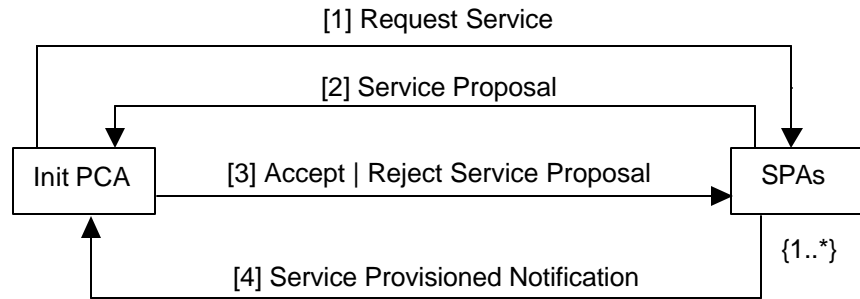 [1] Request Service
[2] Service Proposal
Init PCA
[3] Accept | Reject Service Proposal
SPAs
{1..*}
[4] Service Provisioned Notification